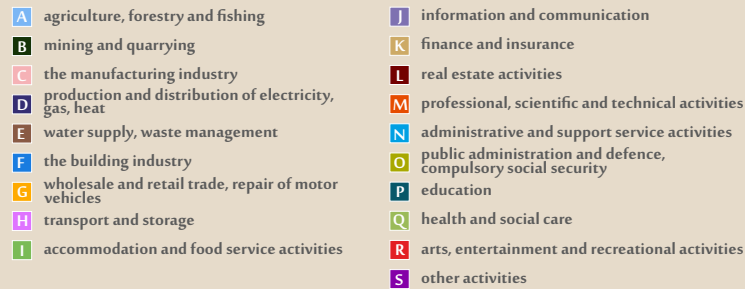 A agriculture, forestry and fishing
B mining and quarrying
C the manufacturing industry
D production and distribution of electricity,
gas, heat
E water supply, waste management
F the building industry
G wholesale and retail trade, repair of motor
vehicles
H transport and storage
I accommodation and food service activities
J information and communication
K finance and insurance
L real estate activities
M professional, scientific and technical activities
N administrative and support service activities
O public administration and defence,
compulsory social security
P education
Q health and social care
R arts, entertainment and recreational activities
S other activities